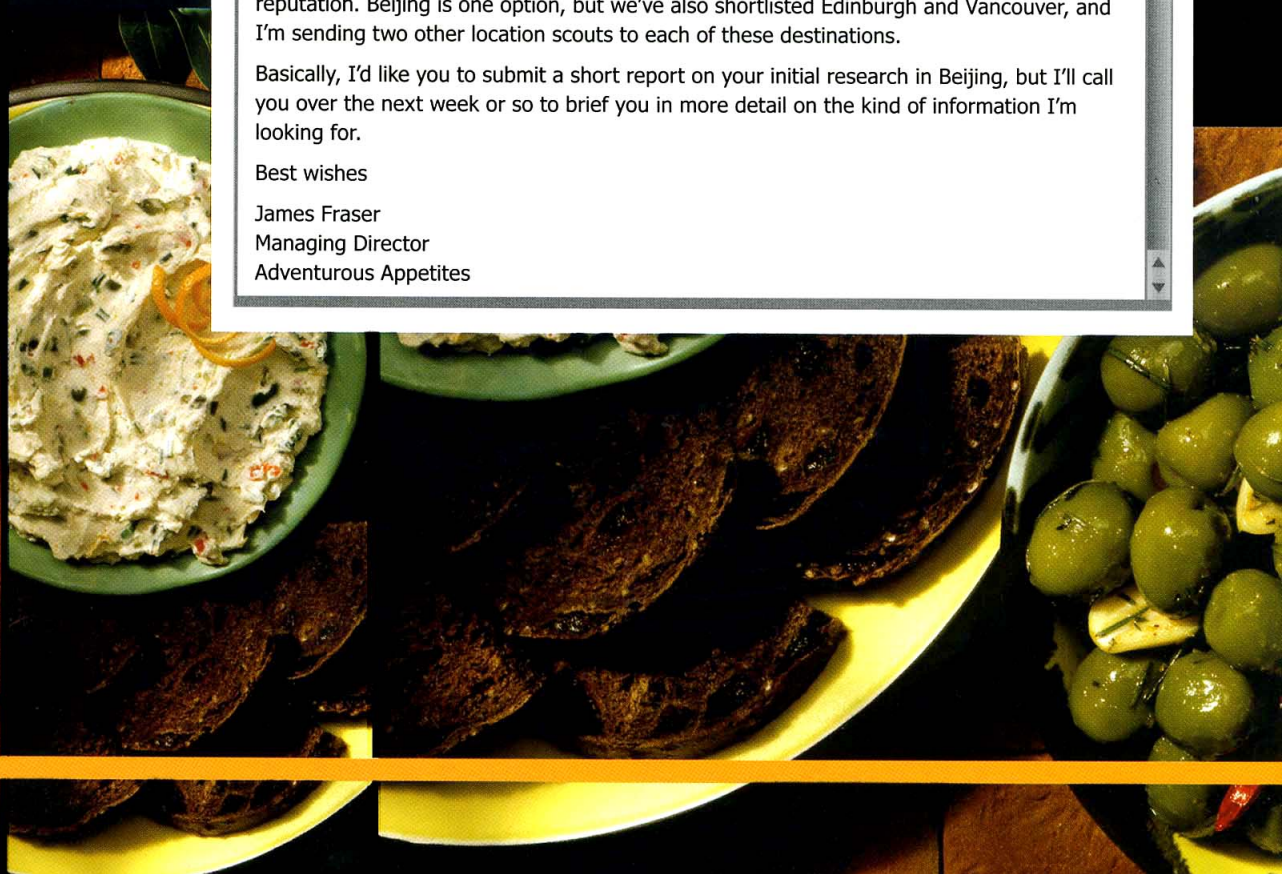 reputation. Beijing is one option, but we've also shortlisted Edinburgh and Vancouver, and
I'm sending two other location scouts to each of these destinations.
Basically, I'd like you to submit a short report on your initial research in Beijing, but I'll call
you over the next week or so to brief you in more detail on the kind of information I'm
looking for.
Best wishes
James Fraser
Managing Director
Adventurous Appetites